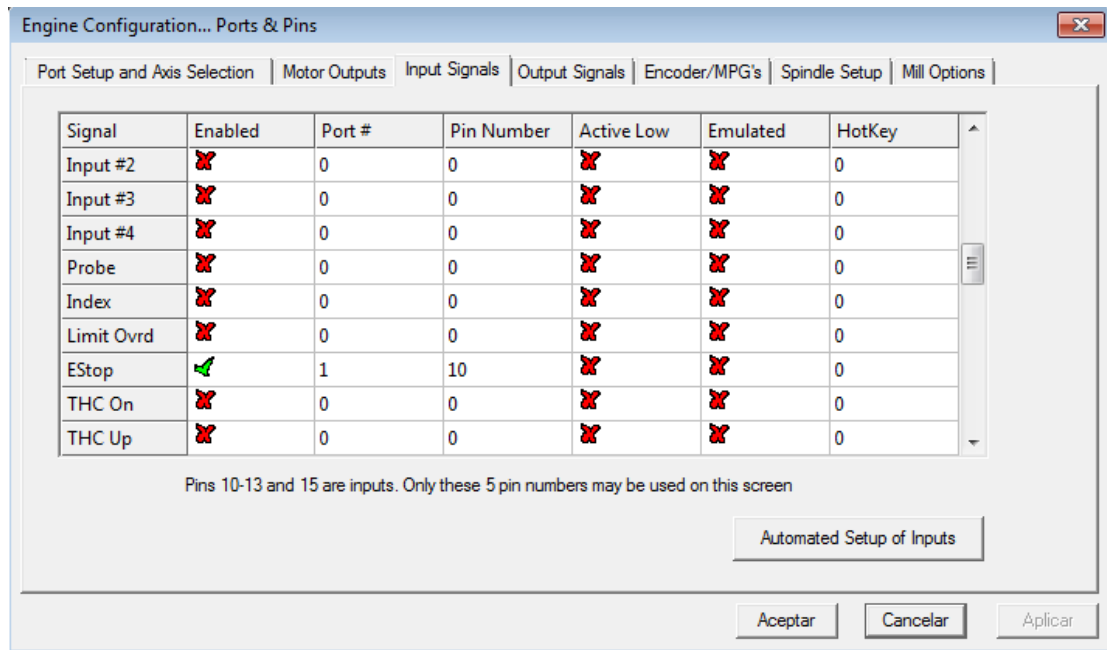 Engine Configuration... Ports & Pins
Port Setup and Axis Selection Motor Outputs Input Signals Output Signals Encoder/MPG's Spindle Setup Mill Options
Signal Enabled Port # Pin Number Active Low Emulated HotKey
Input #2 0 0 0
Input #3 0 0 0
Input #4 0 0 0
Probe 0 0 0
Index 0 0 0
Limit Ovrd 0 0 0
EStop 1 10 0
THC On 0 0 0
THC Up 0 0 0
Pins 10-13 and 15 are inputs. Only these 5 pin numbers may be used on this screen
Automated Setup of Inputs
Aceptar Cancelar Aplicar